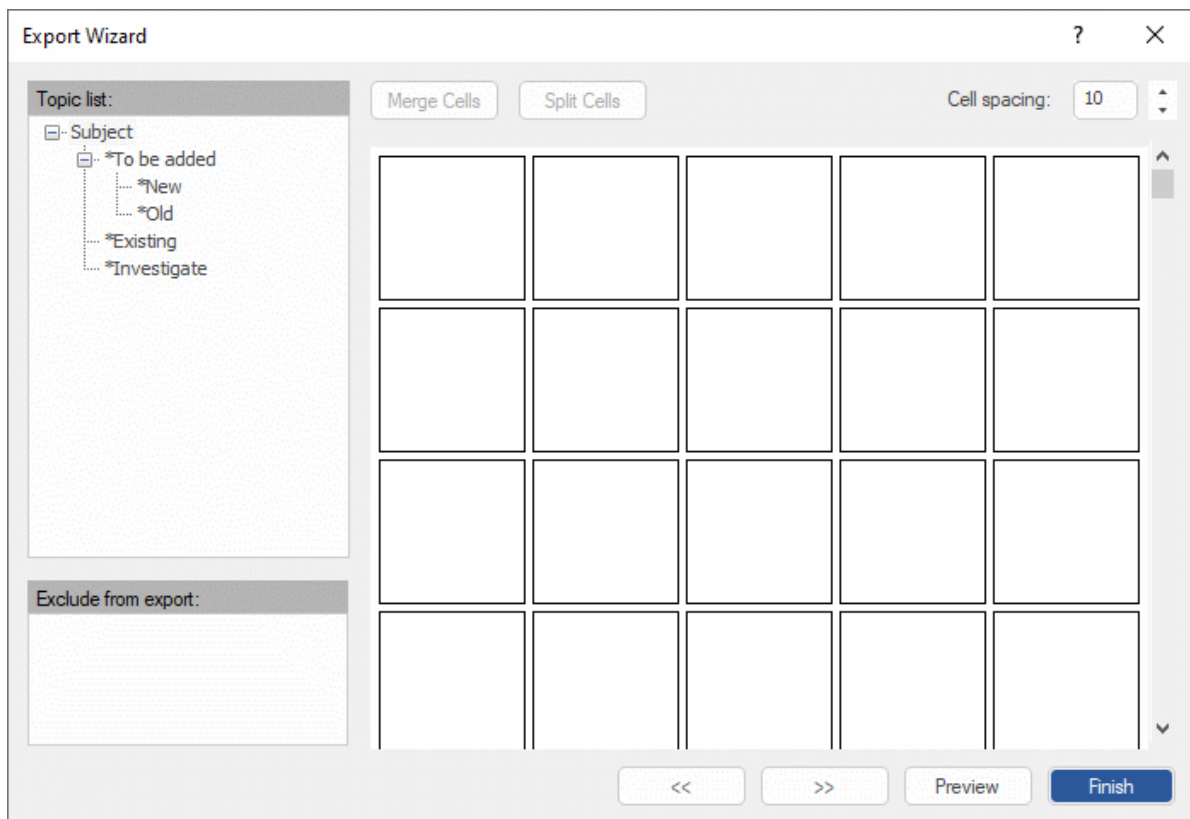 Export Wizard ?
Topic list:
Subject
*To be added
*New
*Old
*Existing
*Investigate
Exclude from export:
Merge Cells Split Cells Cell spacing: 10
<< >> Preview Finish